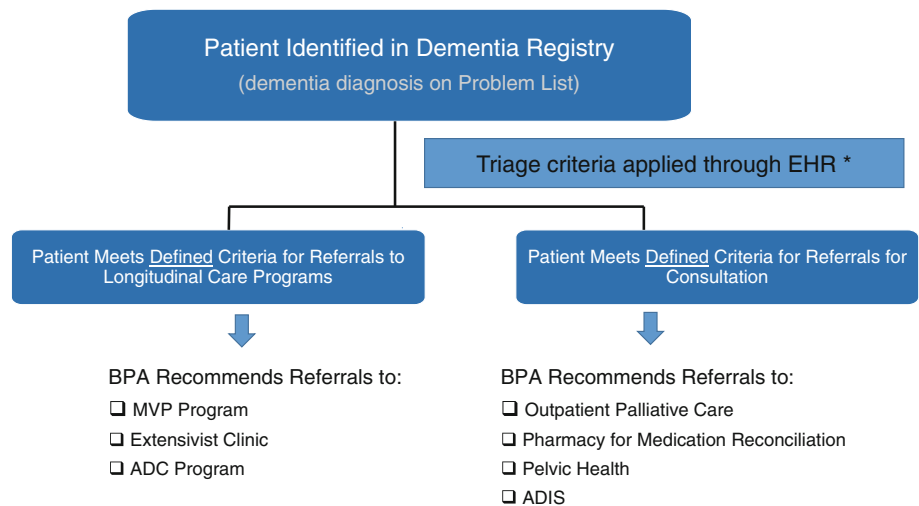 Patient Identified in Dementia Registry
(dementia diagnosis on Problem List)
Triage criteria applied through EHR *
Patient Meets Defined Criteria for Referrals to
Longitudinal Care Programs
Patient Meets Defined Criteria for Referrals for
Consultation
BPA Recommends Referrals to:
❑ MVP Program
❑ Extensivist Clinic
❑ ADC Program
BPA Recommends Referrals to:
❑ Outpatient Palliative Care
❑ Pharmacy for Medication Reconciliation
❑ Pelvic Health
❑ ADIS